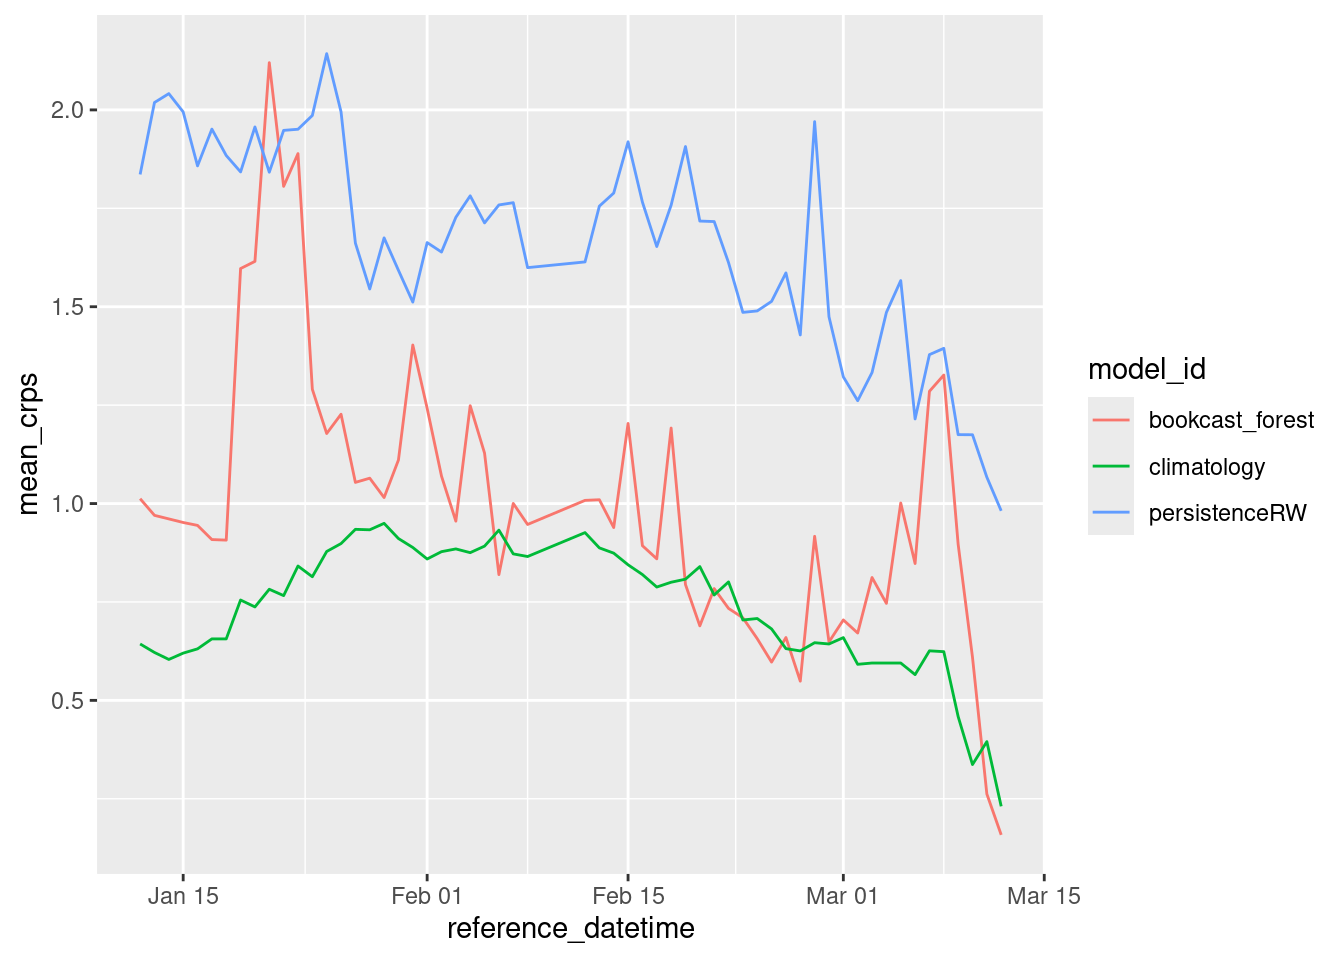 2.0
1.5
1.0
0.5
mean_crps
Jan 15
Feb 01
Feb 15
Mar 01
Mar 15
reference_datetime
model_id
bookcast_forest
climatology
persistenceRW